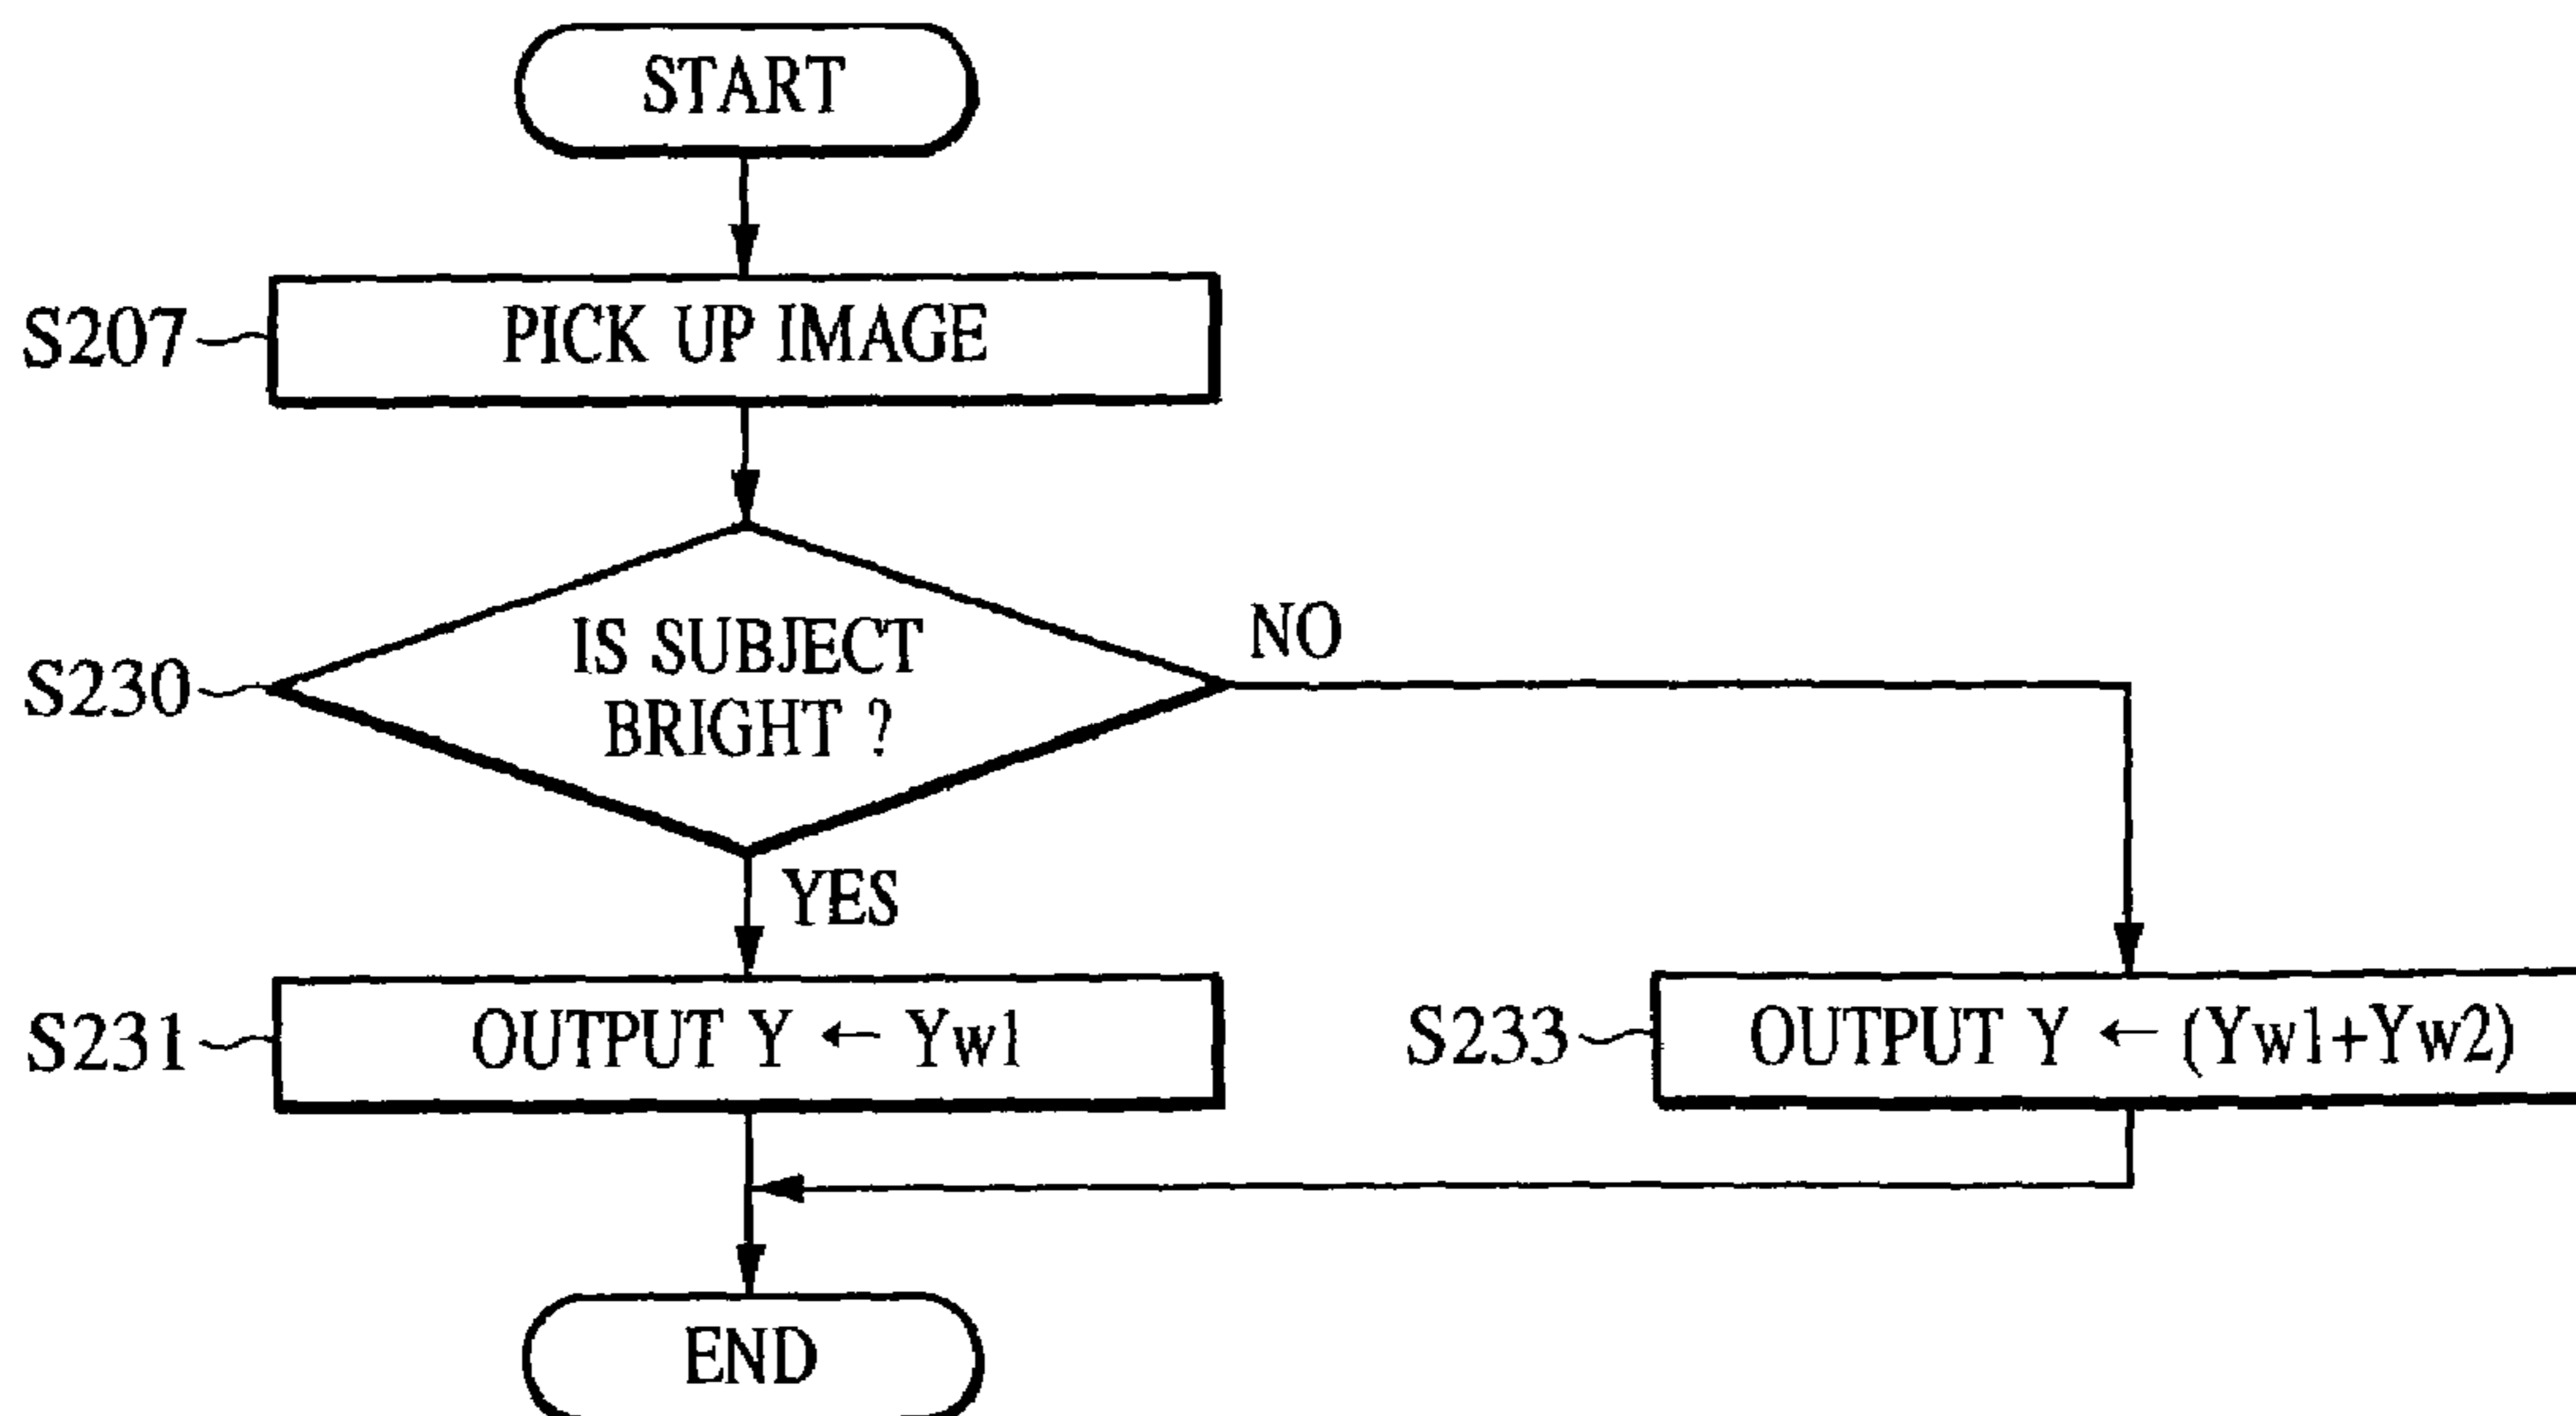 START
S207
PICK UP IMAGE
S230
IS SUBJECT
BRIGHT ?
NO
YES
S231
OUTPUT Y ← Yw1
S233
OUTPUT Y ← (Yw1+Yw2)
END